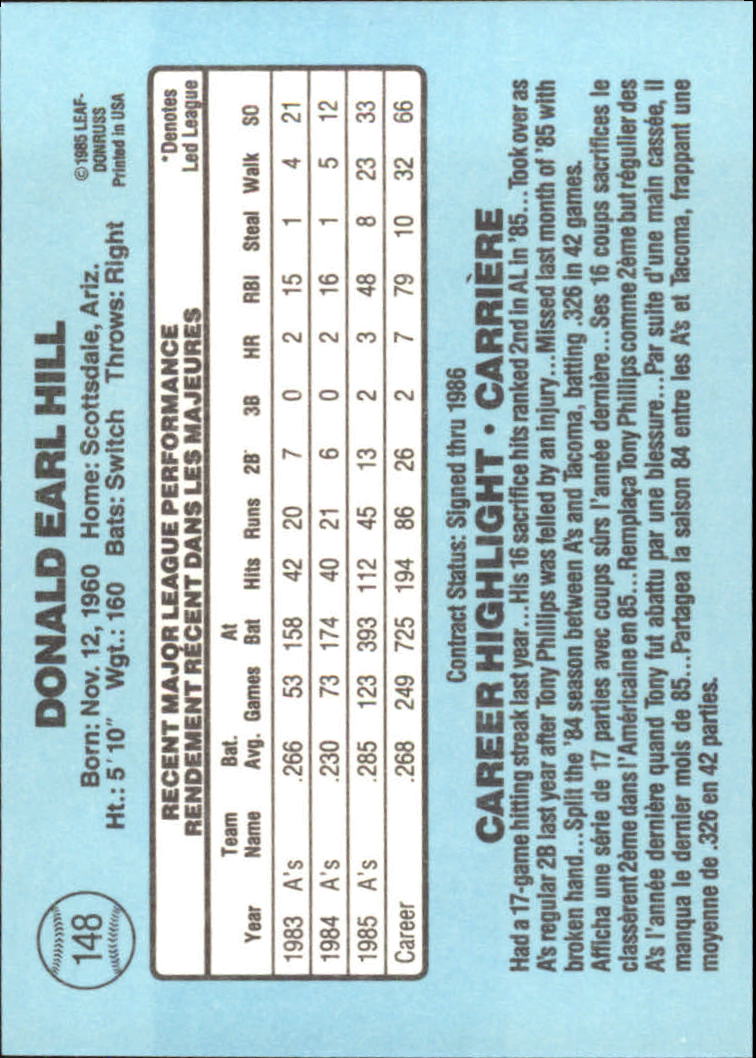 148
DONALD EARL HILL
Born: Nov. 12, 1960 Home: Scottsdale, Ariz.
Ht.: 5'10" Wgt.: 160 Bats: Switch Throws: Right
© 1985 LEAF-
DONRUSS
Printed in USA
RECENT MAJOR LEAGUE PERFORMANCE
RENDEMENT RÉCENT DANS LES MAJEURES
*Denotes
Led League
Year Team Name Bat. Avg. Games At Bat Hits Runs 2B 3B HR RBI Steal Walk SO
1983 A's .266 53 158 42 20 7 0 2 15 1 4 21
1984 A's .230 73 174 40 21 6 0 2 16 1 5 12
1985 A's .285 123 393 112 45 13 2 3 48 8 23 33
Career .268 249 725 194 86 26 2 7 79 10 32 66
Contract Status: Signed thru 1986
CAREER HIGHLIGHT • CARRIÈRE
Had a 17-game hitting streak last year...His 16 sacrifice hits ranked 2nd in AL in '85...Took over as
A's regular 2B last year after Tony Phillips was felled by an injury...Missed last month of '85 with
broken hand...Split the '84 season between A's and Tacoma, batting .326 in 42 games.
Afficha une série de 17 parties avec coups sûrs l'année dernière...Ses 16 coups sacrifices le
classèrent 2ème dans l'Américaine en 85...Remplaça Tony Phillips comme 2ème but régulier des
A's l'année dernière quand Tony fut abattu par une blessure...Par suite d'une main cassée, il
manqua le dernier mois de 85...Partagea la saison 84 entre les A's et Tacoma, frappant une
moyenne de .326 en 42 parties.